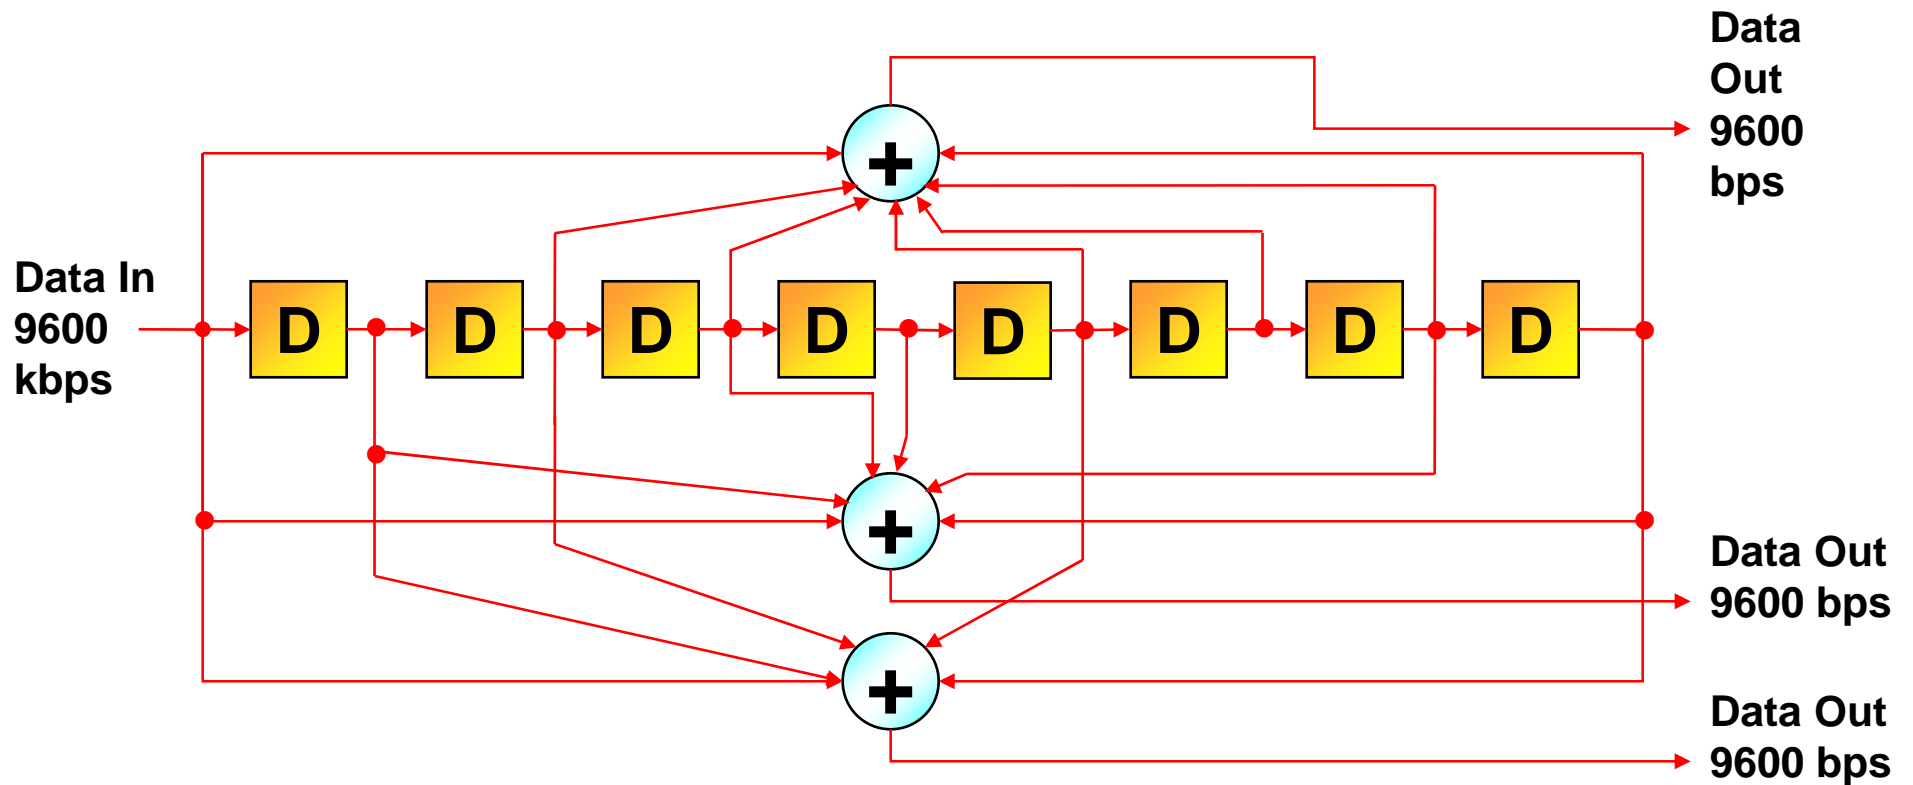 Data
Out
9600
bps
+
Data In
9600
kbps
D D D D D D D D
+
Data Out
9600 bps
+
Data Out
9600 bps